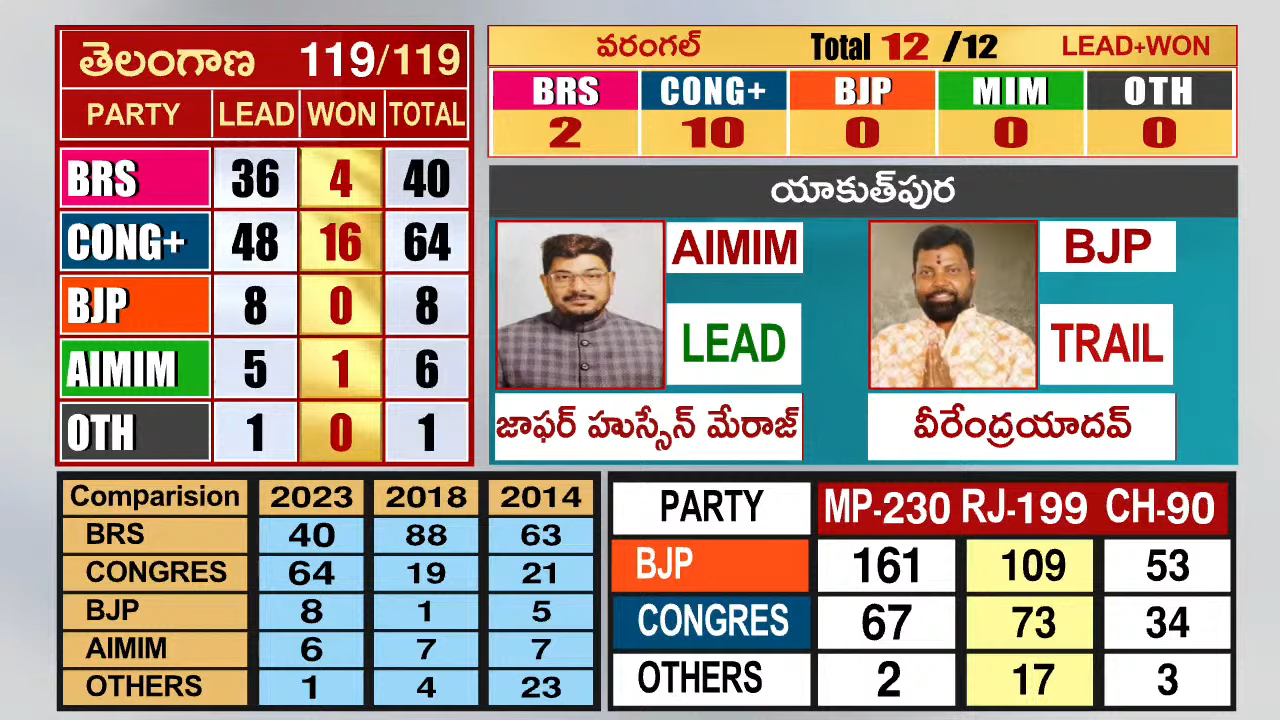 తెలంగాణ 119/119
PARTY LEAD WON TOTAL
BRS 36 4 40
CONG+ 48 16 64
BJP 8 0 8
AIMIM 5 1 6
OTH 1 0 1
వరంగల్ Total 12 /12 LEAD+WON
BRS CONG+ BJP MIM OTH
2 10 0 0 0
యాకుత్‌పుర
AIMIM BJP
LEAD TRAIL
జాఫర్ హుస్సేన్ మేరాజ్ వీరేంద్రయాదవ్
Comparision 2023 2018 2014
BRS 40 88 63
CONGRES 64 19 21
BJP 8 1 5
AIMIM 6 7 7
OTHERS 1 4 23
PARTY MP-230 RJ-199 CH-90
BJP 161 109 53
CONGRES 67 73 34
OTHERS 2 17 3